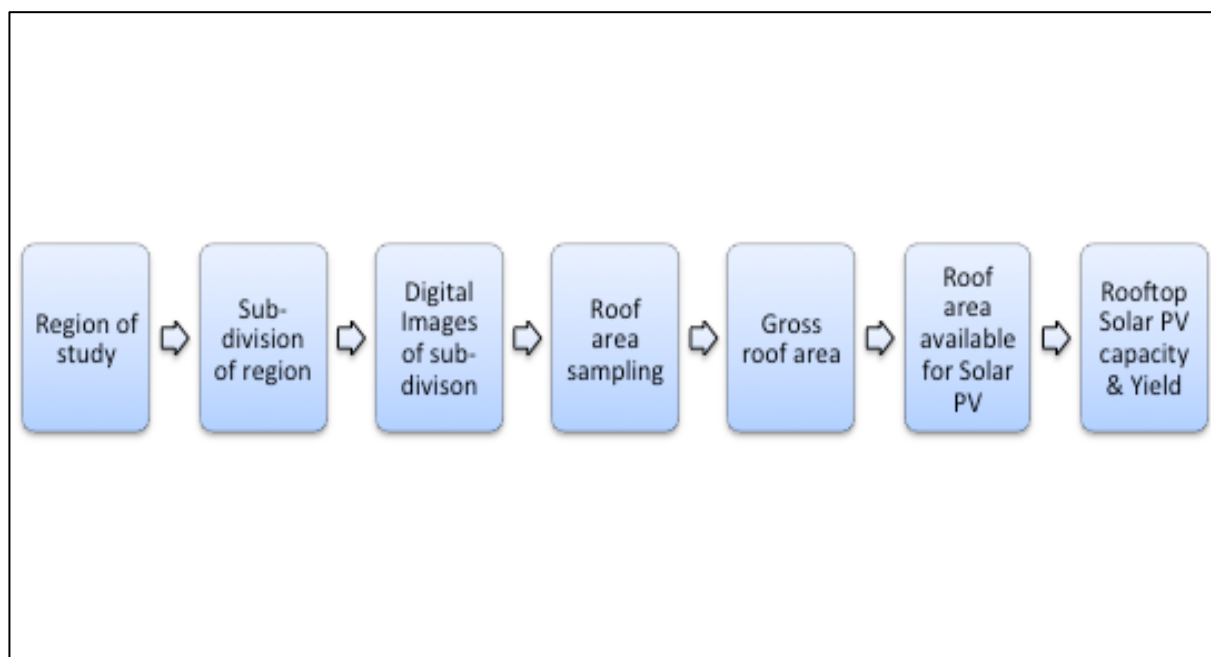 Region of
study
Sub-
division
of region
Digital
Images
of sub-
divison
Roof
area
sampling
Gross
roof area
Roof
area
available
for Solar
PV
Rooftop
Solar PV
capacity
& Yield